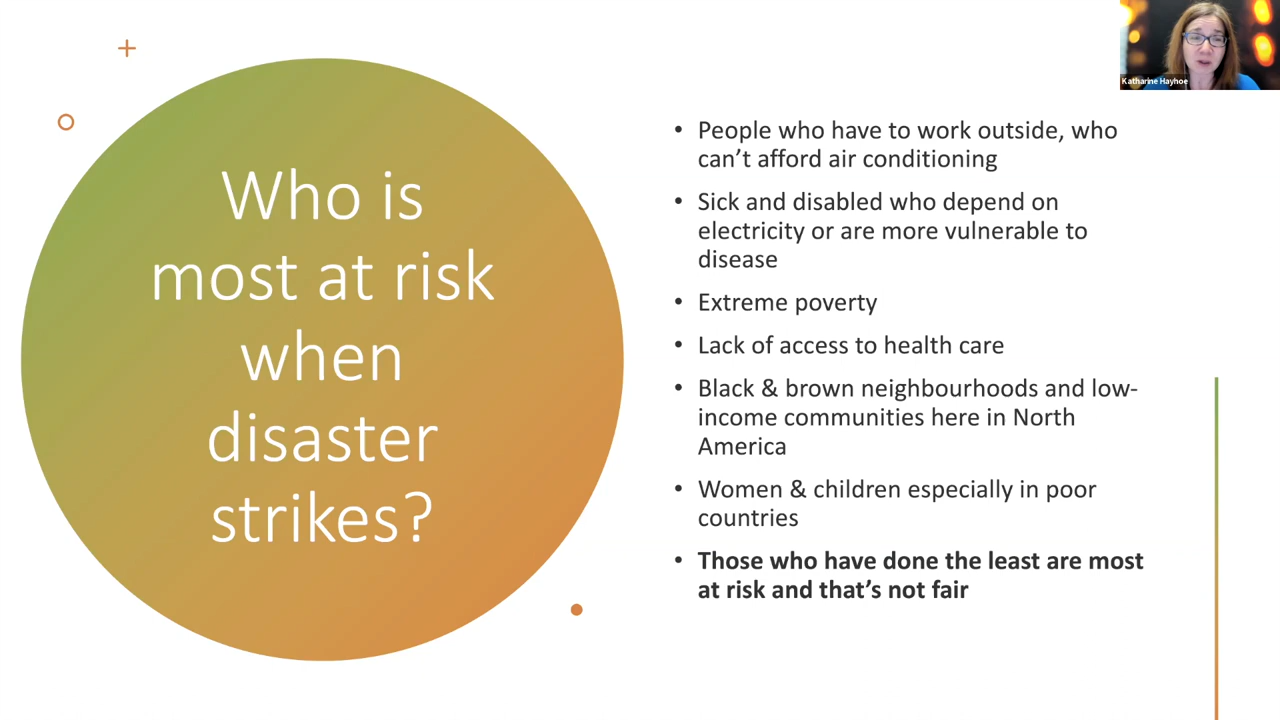 Who is
most at risk
when
disaster
strikes?
• People who have to work outside, who
can’t afford air conditioning
• Sick and disabled who depend on
electricity or are more vulnerable to
disease
• Extreme poverty
• Lack of access to health care
• Black & brown neighbourhoods and low-
income communities here in North
America
• Women & children especially in poor
countries
• Those who have done the least are most
at risk and that’s not fair
Katharine Hayhoe